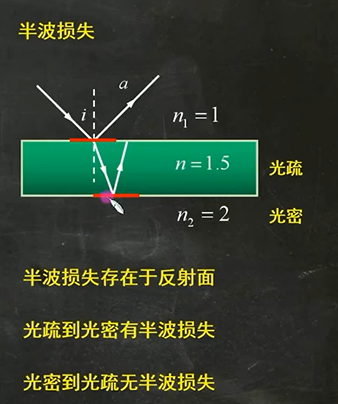 半波损失
a
i
n₁ = 1
n = 1.5
光疏
n₂ = 2
光密
半波损失存在于反射面
光疏到光密有半波损失
光密到光疏无半波损失